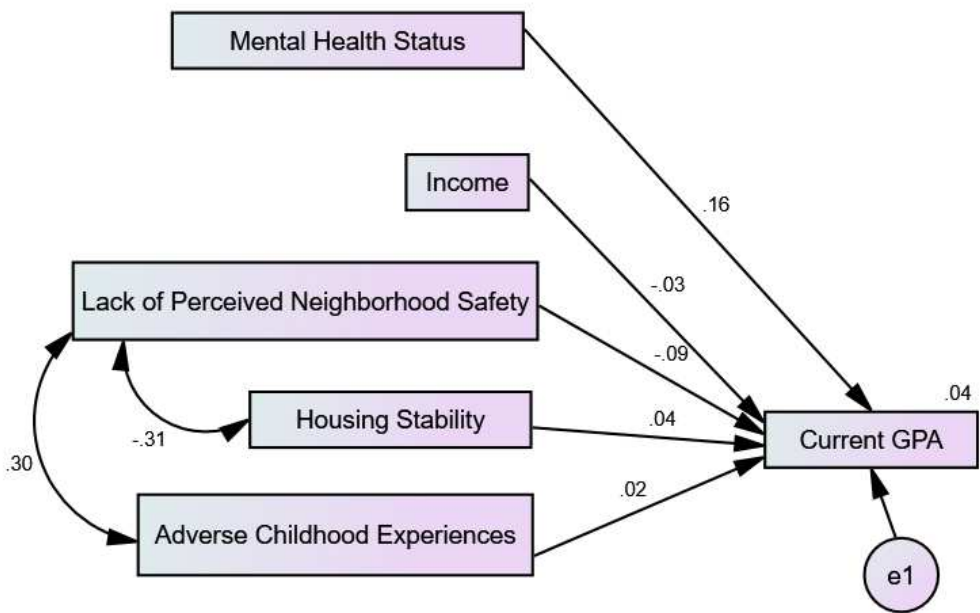 Mental Health Status
.16
Income
-.03
Lack of Perceived Neighborhood Safety
-.09
Housing Stability
.04
-.31
.30
Adverse Childhood Experiences
.02
.04
Current GPA
e1